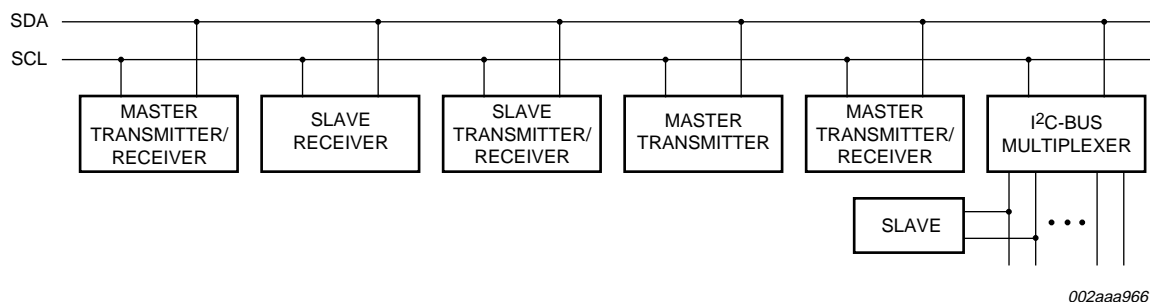 SDA
SCL
MASTER
TRANSMITTER/
RECEIVER
SLAVE
RECEIVER
SLAVE
TRANSMITTER/
RECEIVER
MASTER
TRANSMITTER
MASTER
TRANSMITTER/
RECEIVER
I²C-BUS
MULTIPLEXER
SLAVE
002aaa966